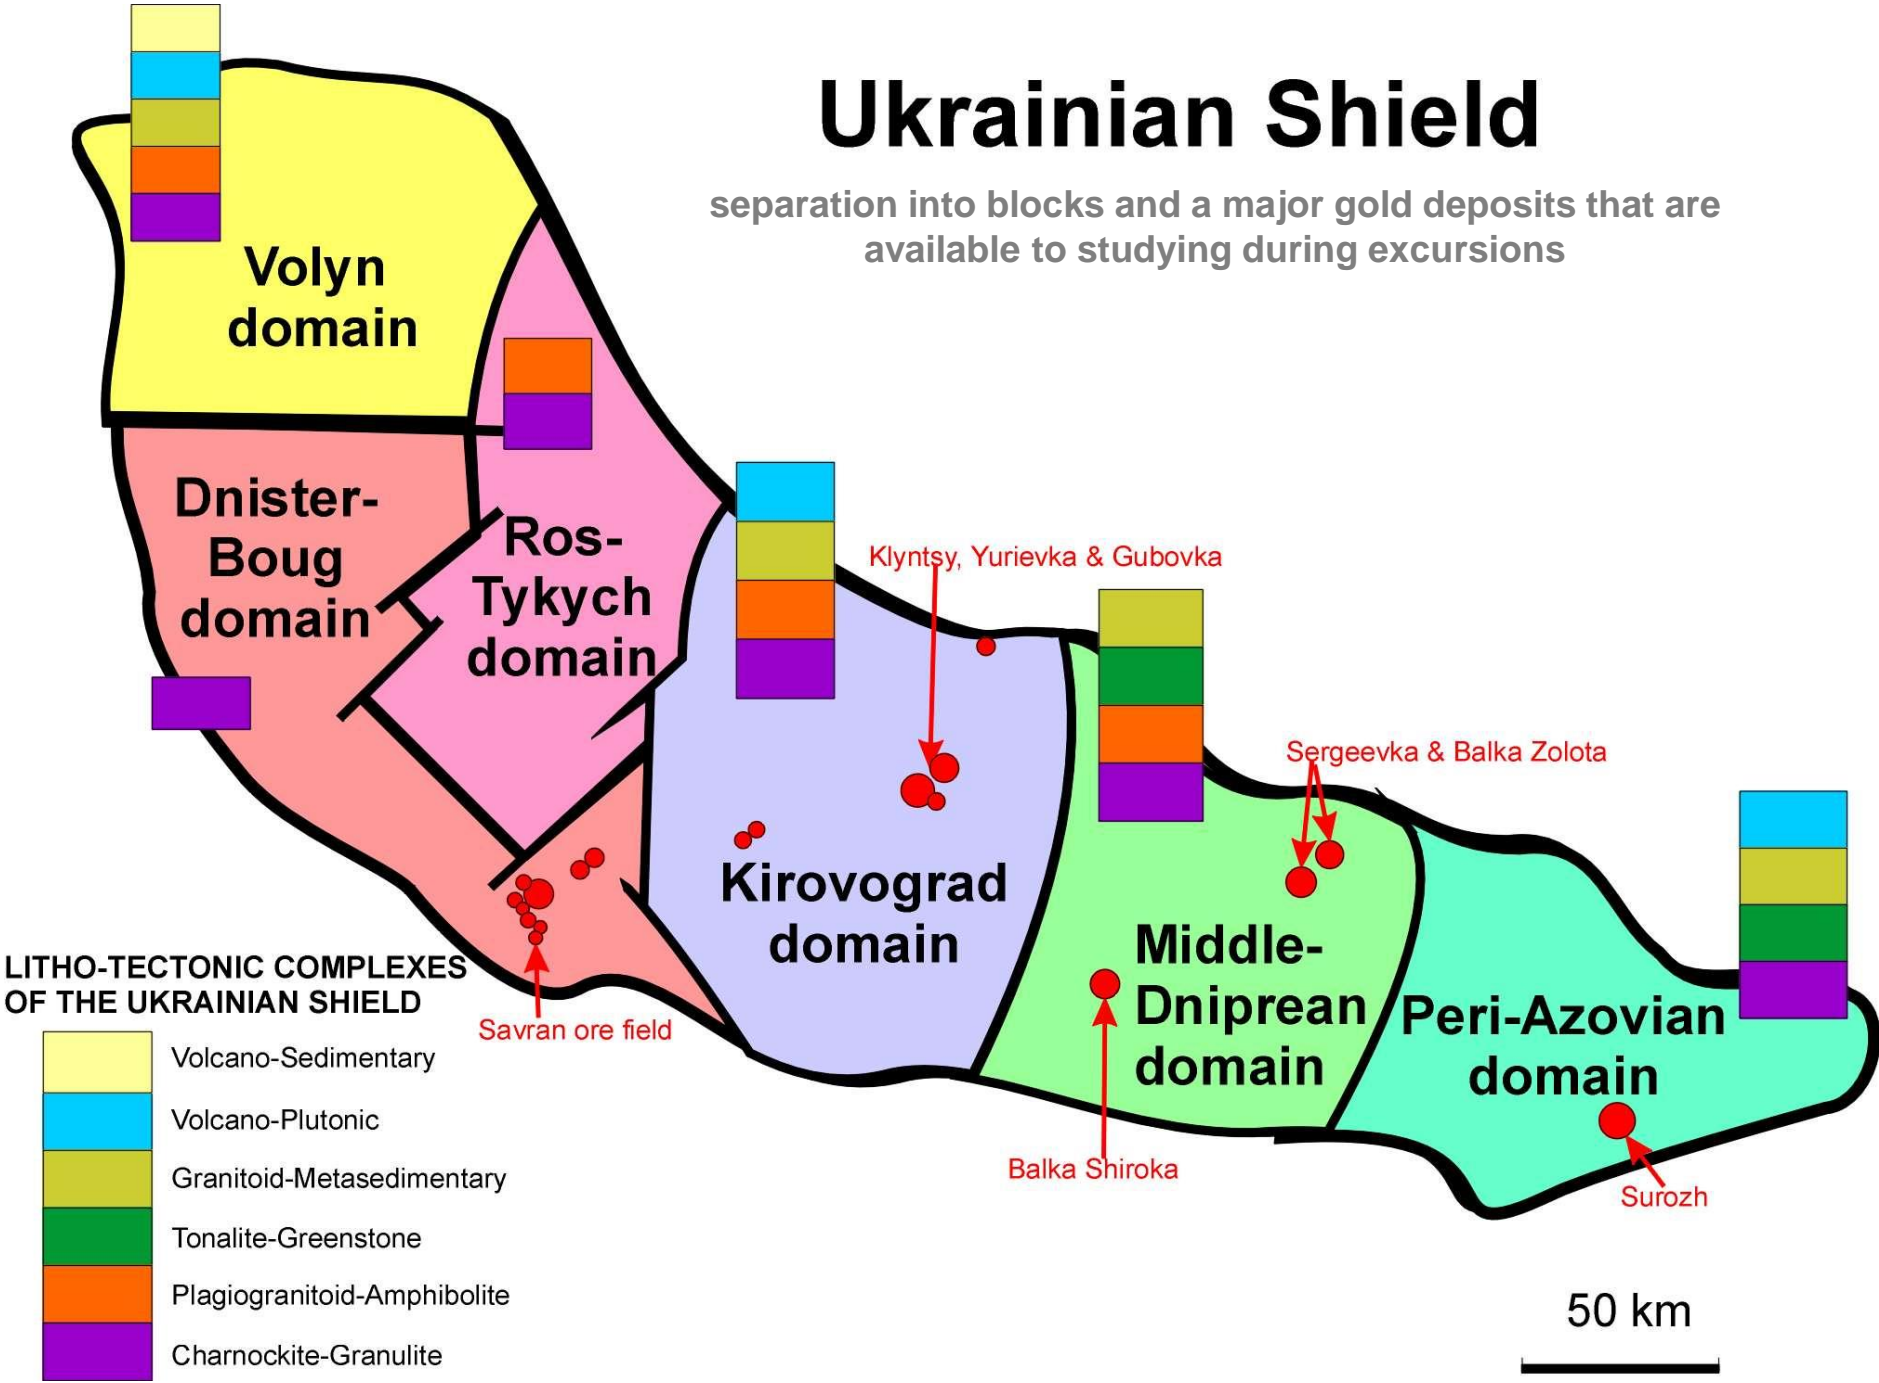 Ukrainian Shield
separation into blocks and a major gold deposits that are
available to studying during excursions
Volyn
domain
Dnister-
Boug
domain
Ros-
Tykych
domain
Klyntsy, Yurievka & Gubovka
Sergeevka & Balka Zolota
Kirovograd
domain
Middle-
Dniprean
domain
Peri-Azovian
domain
Savran ore field
Balka Shiroka
Surozh
LITHO-TECTONIC COMPLEXES
OF THE UKRAINIAN SHIELD
Volcano-Sedimentary
Volcano-Plutonic
Granitoid-Metasedimentary
Tonalite-Greenstone
Plagiogranitoid-Amphibolite
Charnockite-Granulite
50 km